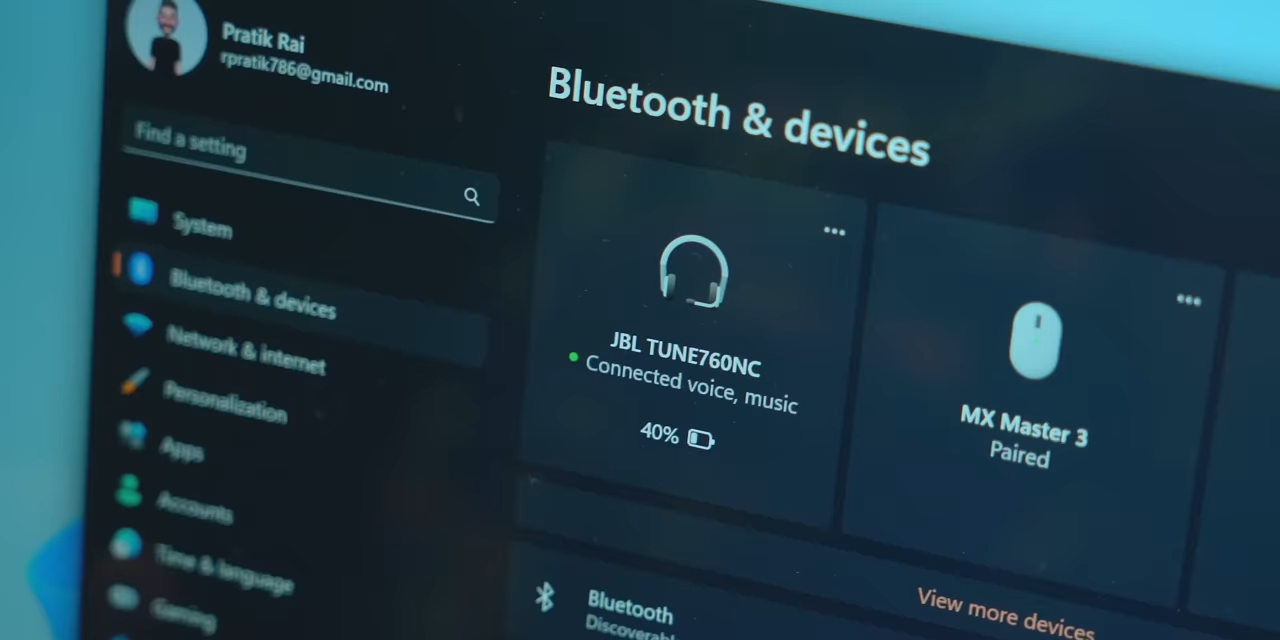 Pratik Rai
rpratik786@gmail.com
Find a setting
System
Bluetooth & devices
Network & internet
Personalization
Apps
Accounts
Time & language
Gaming
Bluetooth & devices
JBL TUNE760NC
Connected voice, music
40%
MX Master 3
Paired
View more devices
Bluetooth